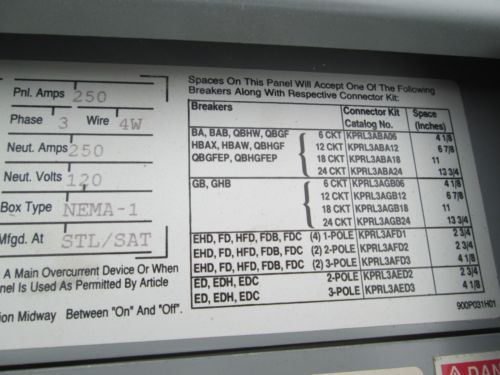 Pnl. Amps 250
Phase 3 Wire 4W
Neut. Amps 250
Neut. Volts 120
Box Type NEMA-1
Mfgd. At STL/SAT
A Main Overcurrent Device Or When
nel Is Used As Permitted By Article
ion Midway Between "On" And "Off".
Spaces On This Panel Will Accept One Of The Following
Breakers Along With Respective Connector Kit:
Breakers Connector Kit Catalog No. Space (Inches)
BA, BAB, QBHW, QBGF 6 CKT KPRL3ABA06 4 1/8
HBAX, HBAW, QBHGF 12 CKT KPRL3ABA12 6 7/8
QBGFEP, QBHGFEP 18 CKT KPRL3ABA18 11
24 CKT KPRL3ABA24 13 3/4
GB, GHB 6 CKT KPRL3AGB06 4 1/8
12 CKT KPRL3AGB12 6 7/8
18 CKT KPRL3AGB18 11
24 CKT KPRL3AGB24 13 3/4
EHD, FD, HFD, FDB, FDC (4) 1-POLE KPRL3AFD1 2 3/4
EHD, FD, HFD, FDB, FDC (2) 2-POLE KPRL3AFD2 2 3/4
EHD, FD, HFD, FDB, FDC (2) 3-POLE KPRL3AFD3 4 1/8
ED, EDH, EDC 2-POLE KPRL3AED2 2 3/4
ED, EDH, EDC 3-POLE KPRL3AED3 4 1/8
900P031H01